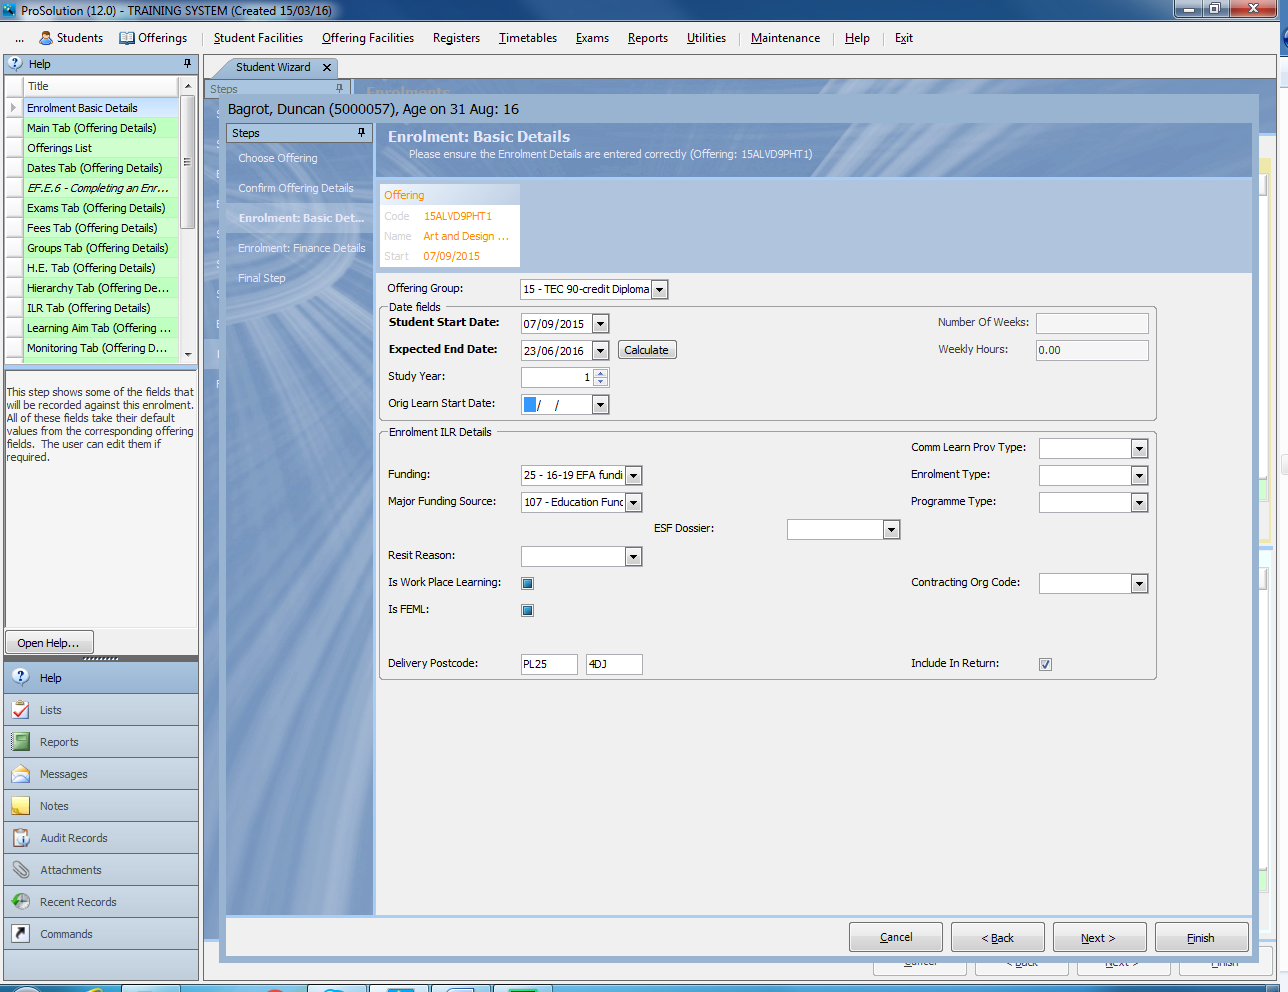 ProSolution (12.0) - TRAINING SYSTEM (Created 15/03/16)
... Students Offerings Student Facilities Offering Facilities Registers Timetables Exams Reports Utilities Maintenance Help Exit
Help
Title
Enrolment Basic Details
Main Tab (Offering Details)
Offerings List
Dates Tab (Offering Details)
EF.E.6 - Completing an Enr...
Exams Tab (Offering Details)
Fees Tab (Offering Details)
Groups Tab (Offering Details)
H.E. Tab (Offering Details)
Hierarchy Tab (Offering De...
ILR Tab (Offering Details)
Learning Aim Tab (Offering ...
Monitoring Tab (Offering D...
This step shows some of the fields that
will be recorded against this enrolment.
All of these fields take their default
values from the corresponding offering
fields. The user can edit them if
required.
Open Help...
Help
Lists
Reports
Messages
Notes
Audit Records
Attachments
Recent Records
Commands
Student Wizard
Steps
Enrolments
Bagrot, Duncan (5000057), Age on 31 Aug: 16
Steps
Choose Offering
Confirm Offering Details
Enrolment: Basic Det...
Enrolment: Finance Details
Final Step
Enrolment: Basic Details
Please ensure the Enrolment Details are entered correctly (Offering: 15ALVD9PHT1)
Offering
Code 15ALVD9PHT1
Name Art and Design ...
Start 07/09/2015
Offering Group: 15 - TEC 90-credit Diploma
Date fields
Student Start Date: 07/09/2015 Number Of Weeks:
Expected End Date: 23/06/2016 Calculate Weekly Hours: 0.00
Study Year: 1
Orig Learn Start Date: / /
Enrolment ILR Details
Comm Learn Prov Type:
Funding: 25 - 16-19 EFA fundi Enrolment Type:
Major Funding Source: 107 - Education Func Programme Type:
ESF Dossier:
Resit Reason:
Is Work Place Learning: Contracting Org Code:
Is FEML:
Delivery Postcode: PL25 4DJ Include In Return:
Cancel < Back Next > Finish
Cancel < Back Next > Finish